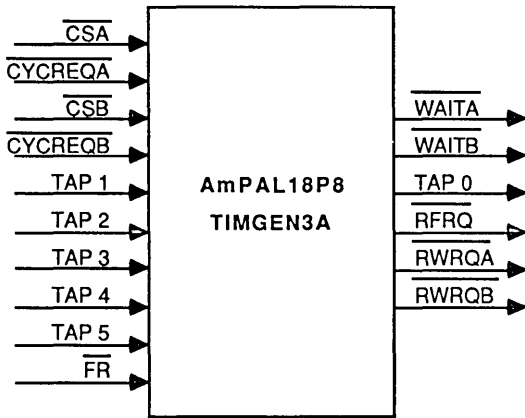 CSA
CYCREQA
CSB
CYCREQB
TAP 1
TAP 2
TAP 3
TAP 4
TAP 5
FR
AmPAL18P8
TIMGEN3A
WAITA
WAITB
TAP 0
RFRQ
RWRQA
RWRQB